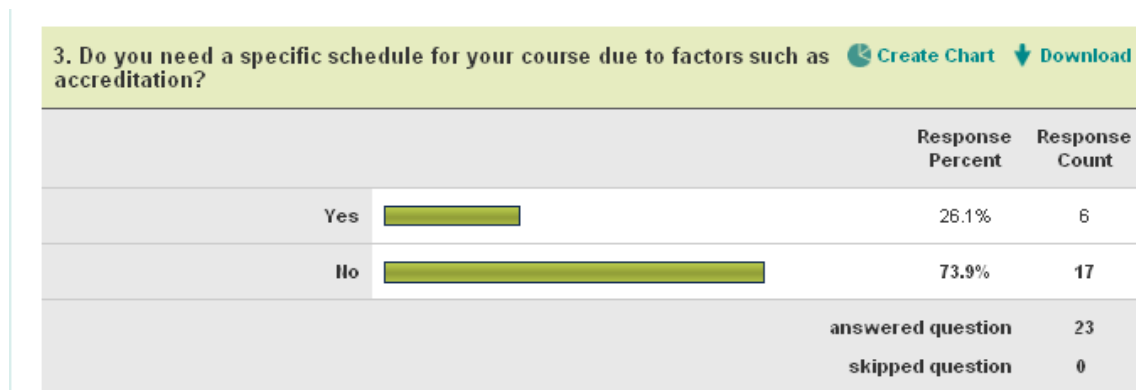 3. Do you need a specific schedule for your course due to factors such as accreditation?
Create Chart Download
Response Percent Response Count
Yes 26.1% 6
No 73.9% 17
answered question 23
skipped question 0